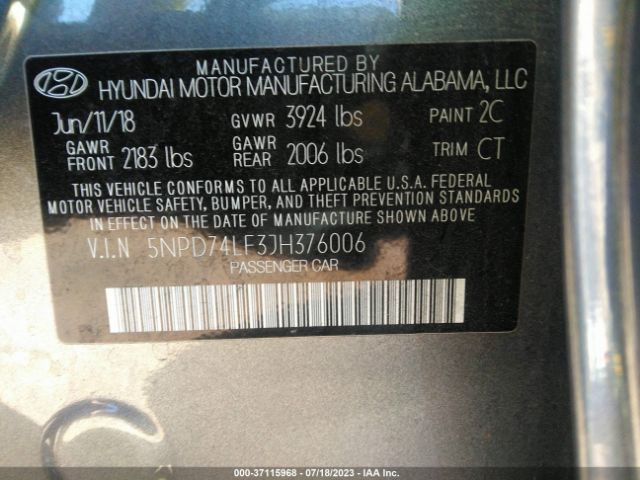 MANUFACTURED BY
HYUNDAI MOTOR MANUFACTURING ALABAMA, LLC
Jun/11/18 GVWR 3924 lbs PAINT 2C
GAWR FRONT 2183 lbs GAWR REAR 2006 lbs TRIM CT
THIS VEHICLE CONFORMS TO ALL APPLICABLE U.S.A. FEDERAL
MOTOR VEHICLE SAFETY, BUMPER, AND THEFT PREVENTION STANDARDS
IN EFFECT ON THE DATE OF MANUFACTURE SHOWN ABOVE.
V.I.N 5NPD74LF3JH376006
PASSENGER CAR
000-37115968 - 07/18/2023 - IAA Inc.